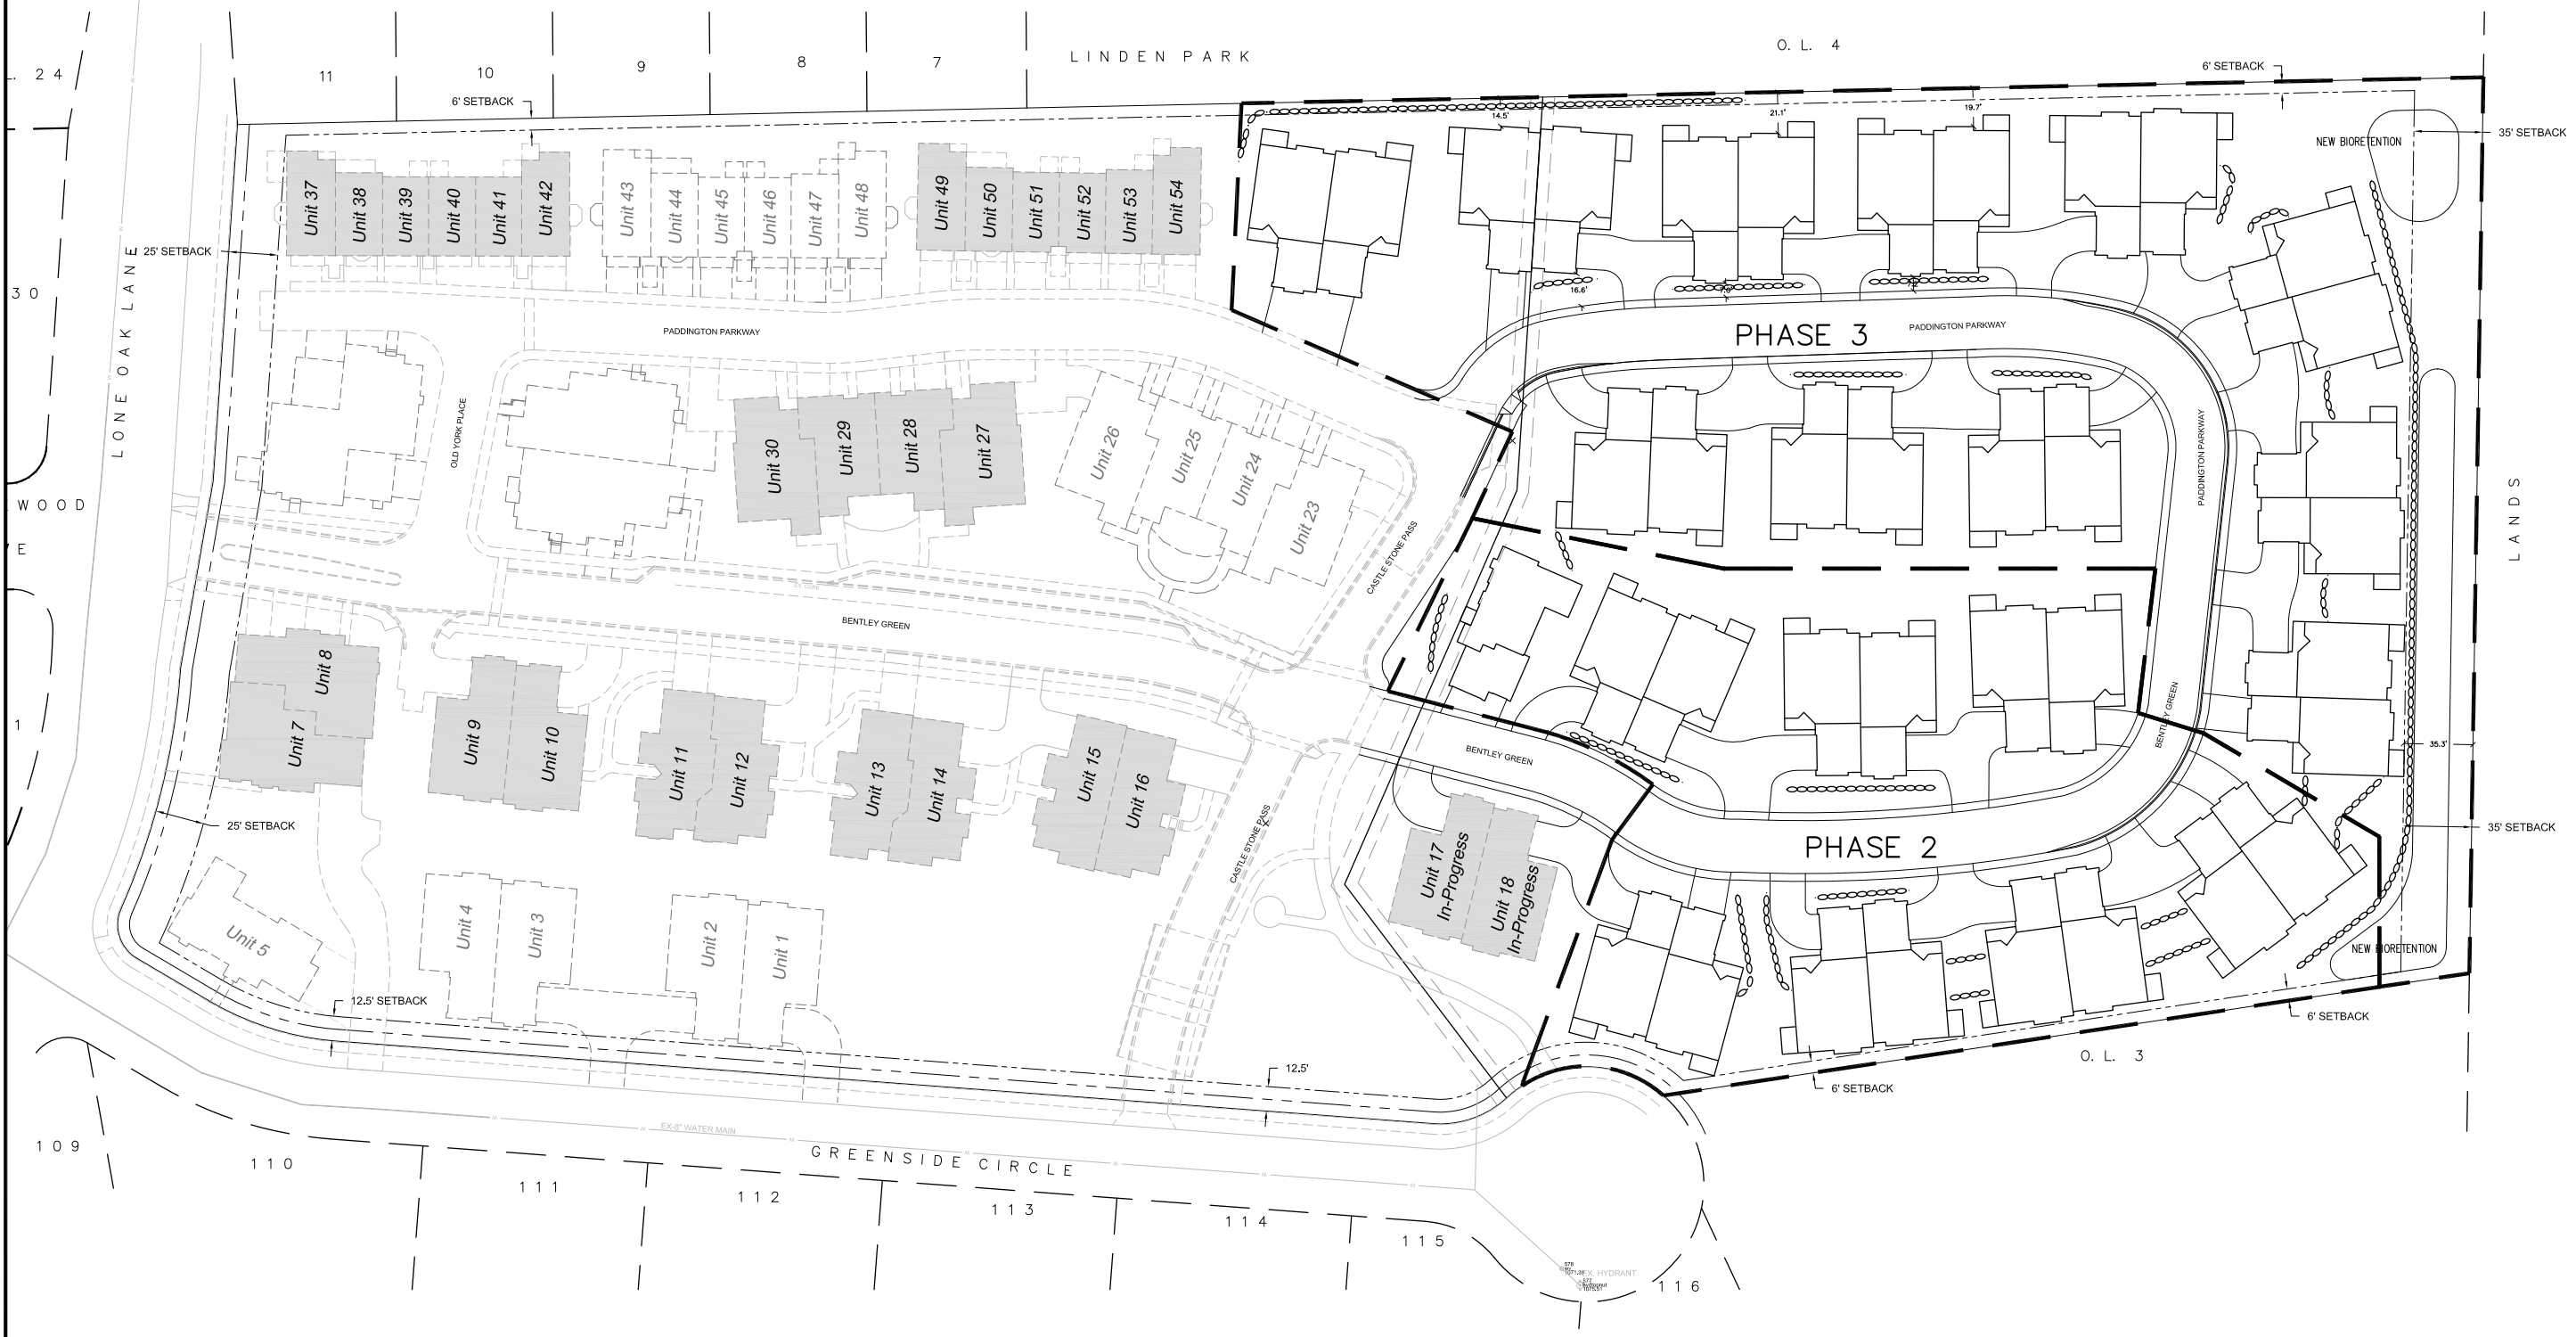 L. 24
11
10
9
8
7
LINDEN PARK
O. L. 4
6' SETBACK
6' SETBACK
35' SETBACK
NEW BIORETENTION
14.5'
21.1'
19.7'
Unit 37
Unit 38
Unit 39
Unit 40
Unit 41
Unit 42
Unit 43
Unit 44
Unit 45
Unit 46
Unit 47
Unit 48
Unit 49
Unit 50
Unit 51
Unit 52
Unit 53
Unit 54
25' SETBACK
30
LONE OAK LANE
16.6'
PADDINGTON PARKWAY
PHASE 3
PADDINGTON PARKWAY
OLD YORK PLACE
Unit 30
Unit 29
Unit 28
Unit 27
Unit 26
Unit 25
Unit 24
Unit 23
PADDINGTON PARKWAY
LANDS
WOOD
E
CASTLE STONE PASS
BENTLEY GREEN
Unit 8
Unit 7
Unit 9
Unit 10
Unit 11
Unit 12
Unit 13
Unit 14
Unit 15
Unit 16
1
BENTLEY GREEN
BENTLEY GREEN
35.3'
25' SETBACK
CASTLE STONE PASS
Unit 17
In-Progress
Unit 18
In-Progress
PHASE 2
35' SETBACK
Unit 5
Unit 4
Unit 3
Unit 2
Unit 1
NEW BIORETENTION
12.5' SETBACK
6' SETBACK
O. L. 3
12.5'
6' SETBACK
EX-8" WATER MAIN
GREENSIDE CIRCLE
109
110
111
112
113
114
115
116
EX. HYDRANT
578
577